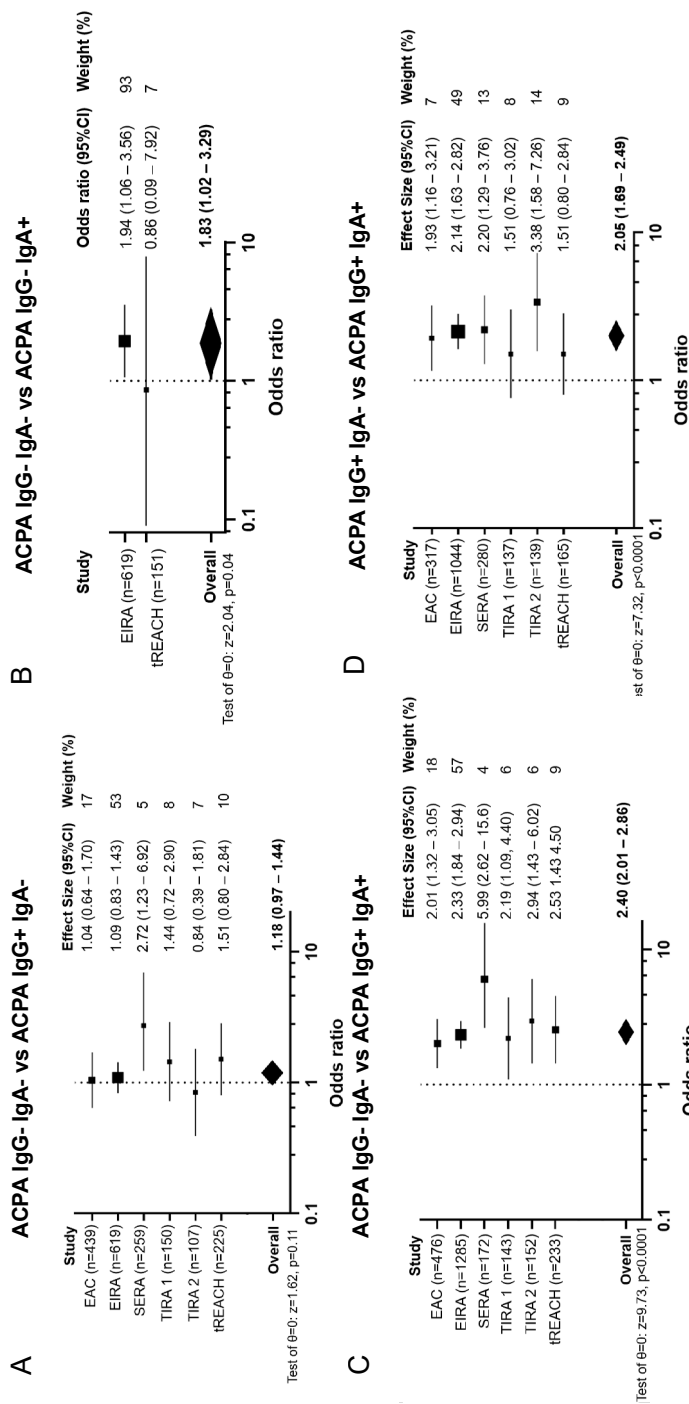 A
ACPA IgG- IgA- vs ACPA IgG+ IgA-
Study Effect Size (95%CI) Weight (%)
EAC (n=439) 1.04 (0.64 – 1.70) 17
EIRA (n=619) 1.09 (0.83 – 1.43) 53
SERA (n=259) 2.72 (1.23 – 6.92) 5
TIRA 1 (n=150) 1.44 (0.72 – 2.90) 8
TIRA 2 (n=107) 0.84 (0.39 – 1.81) 7
tREACH (n=225) 1.51 (0.80 – 2.84) 10
Overall 1.18 (0.97 – 1.44)
Test of θ=0: z=1.62, p=0.11
0.1 1 10
Odds ratio
B
ACPA IgG- IgA- vs ACPA IgG- IgA+
Study Odds ratio (95%CI) Weight (%)
EIRA (n=619) 1.94 (1.06 – 3.56) 93
tREACH (n=151) 0.86 (0.09 – 7.92) 7
Overall 1.83 (1.02 – 3.29)
Test of θ=0: z=2.04, p=0.04
0.1 1 10
Odds ratio
C
ACPA IgG- IgA- vs ACPA IgG+ IgA+
Study Effect Size (95%CI) Weight (%)
EAC (n=476) 2.01 (1.32 – 3.05) 18
EIRA (n=1285) 2.33 (1.84 – 2.94) 57
SERA (n=172) 5.99 (2.62 – 15.6) 4
TIRA 1 (n=143) 2.19 (1.09, 4.40) 6
TIRA 2 (n=152) 2.94 (1.43 – 6.02) 6
tREACH (n=233) 2.53 1.43 4.50 9
Overall 2.40 (2.01 – 2.86)
Test of θ=0: z=9.73, p<0.0001
0.1 1 10
Odds ratio
D
ACPA IgG+ IgA- vs ACPA IgG+ IgA+
Study Effect Size (95%CI) Weight (%)
EAC (n=317) 1.93 (1.16 – 3.21) 7
EIRA (n=1044) 2.14 (1.63 – 2.82) 49
SERA (n=280) 2.20 (1.29 – 3.76) 13
TIRA 1 (n=137) 1.51 (0.76 – 3.02) 8
TIRA 2 (n=139) 3.38 (1.58 – 7.26) 14
tREACH (n=165) 1.51 (0.80 – 2.84) 9
Overall 2.05 (1.69 – 2.49)
st of θ=0: z=7.32, p<0.0001
0.1 1 10
Odds ratio